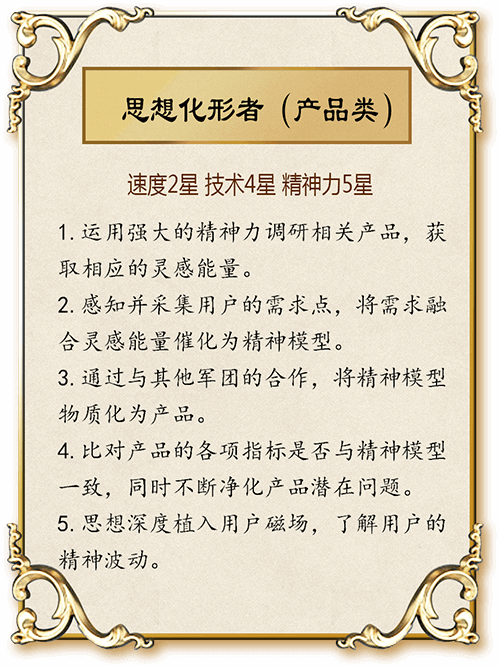 思想化形者（产品类）
速度2星 技术4星 精神力5星
1. 运用强大的精神力调研相关产品，获
取相应的灵感能量。
2. 感知并采集用户的需求点，将需求融
合灵感能量催化为精神模型。
3. 通过与其他军团的合作，将精神模型
物质化为产品。
4. 比对产品的各项指标是否与精神模型
一致，同时不断净化产品潜在问题。
5. 思想深度植入用户磁场，了解用户的
精神波动。